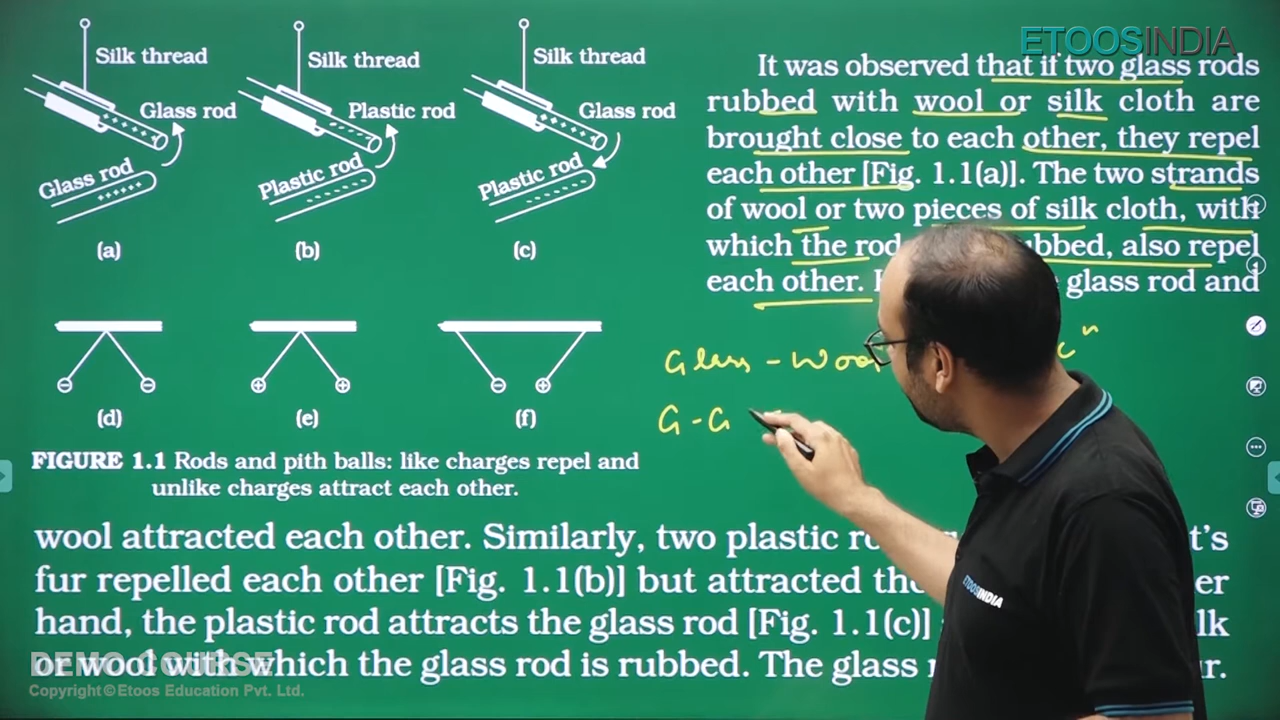 ETOOSINDIA
Silk thread
Glass rod
Glass rod
(a)
Silk thread
Plastic rod
Plastic rod
(b)
Silk thread
Glass rod
Plastic rod
(c)
(d)
(e)
(f)
FIGURE 1.1 Rods and pith balls: like charges repel and
unlike charges attract each other.
It was observed that if two glass rods
rubbed with wool or silk cloth are
brought close to each other, they repel
each other [Fig. 1.1(a)]. The two strands
of wool or two pieces of silk cloth, with
which the rod ubbed, also repel
each other. glass rod and
Glass - Woo
G - G
wool attracted each other. Similarly, two plastic t's
fur repelled each other [Fig. 1.1(b)] but attracted the er
hand, the plastic rod attracts the glass rod [Fig. 1.1(c)] lk
or wool with which the glass rod is rubbed. The glass r.
ETOOSINDIA
DEMO COURSE
Copyright © Etoos Education Pvt. Ltd.